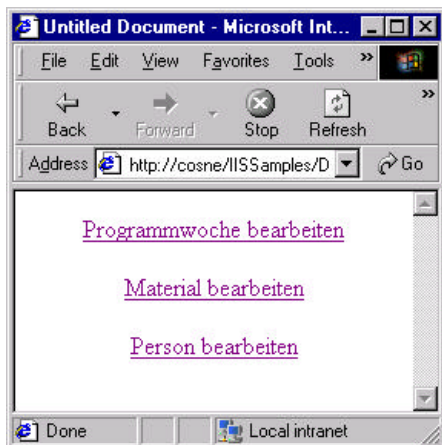 Untitled Document - Microsoft Int...
File Edit View Favorites Tools »
Back Forward Stop Refresh »
Address http://cosne/IISSamples/D Go
Programmwoche bearbeiten
Material bearbeiten
Person bearbeiten
Done Local intranet